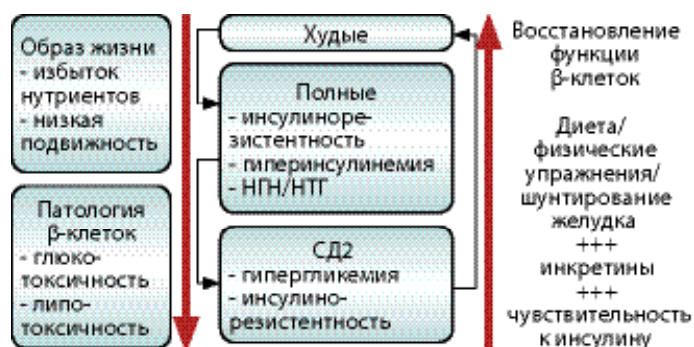 Образ жизни
- избыток
нутриентов
- низкая
подвижность
Патология
β-клеток
- глюко-
токсичность
- липо-
токсичность
Худые
Полные
- инсулиноре-
зистентность
- гиперинсулинемия
- НГН/НТГ
СД2
- гипергликемия
- инсулино-
резистентность
Восстановление
функции
β-клеток
Диета/
физические
упражнения/
шунтирование
желудка
+++
инкретины
+++
чувствительность
к инсулину